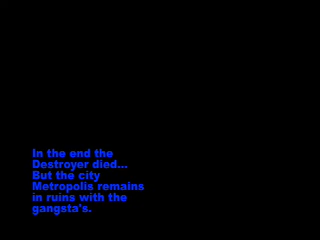 In the end the
Destroyer died...
But the city
Metropolis remains
in ruins with the
gangsta's.